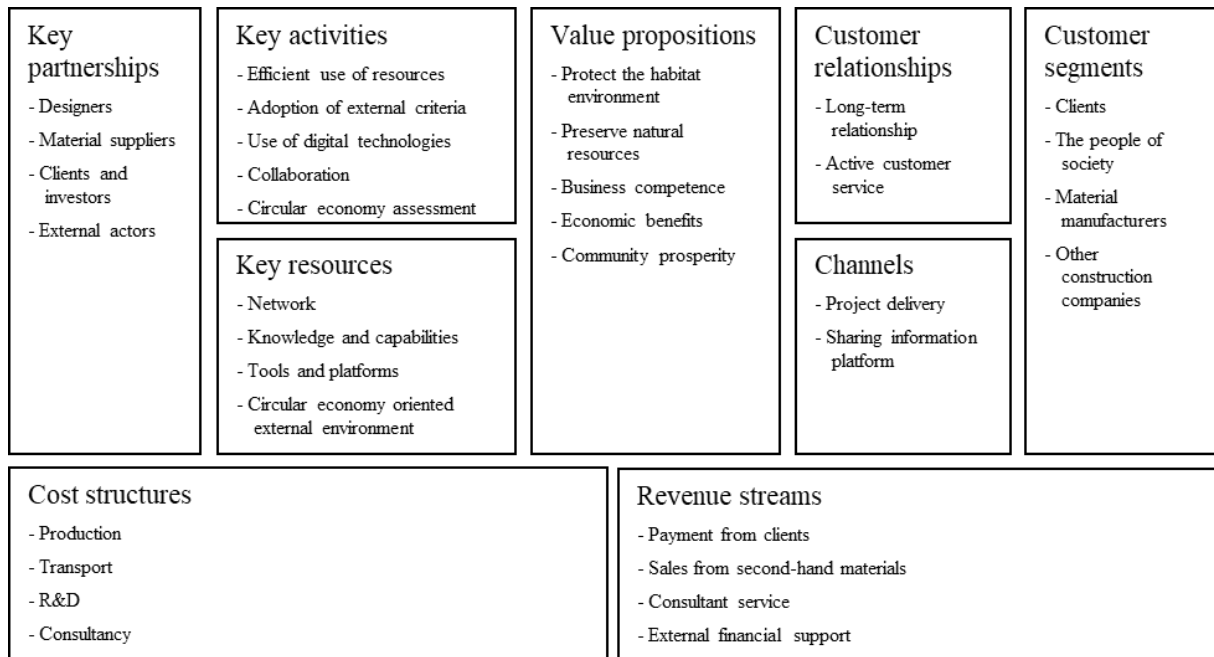 Key
partnerships
- Designers
- Material suppliers
- Clients and
investors
- External actors
Key activities
- Efficient use of resources
- Adoption of external criteria
- Use of digital technologies
- Collaboration
- Circular economy assessment
Key resources
- Network
- Knowledge and capabilities
- Tools and platforms
- Circular economy oriented
external environment
Value propositions
- Protect the habitat
environment
- Preserve natural
resources
- Business competence
- Economic benefits
- Community prosperity
Customer
relationships
- Long-term
relationship
- Active customer
service
Channels
- Project delivery
- Sharing information
platform
Customer
segments
- Clients
- The people of
society
- Material
manufacturers
- Other
construction
companies
Cost structures
- Production
- Transport
- R&D
- Consultancy
Revenue streams
- Payment from clients
- Sales from second-hand materials
- Consultant service
- External financial support